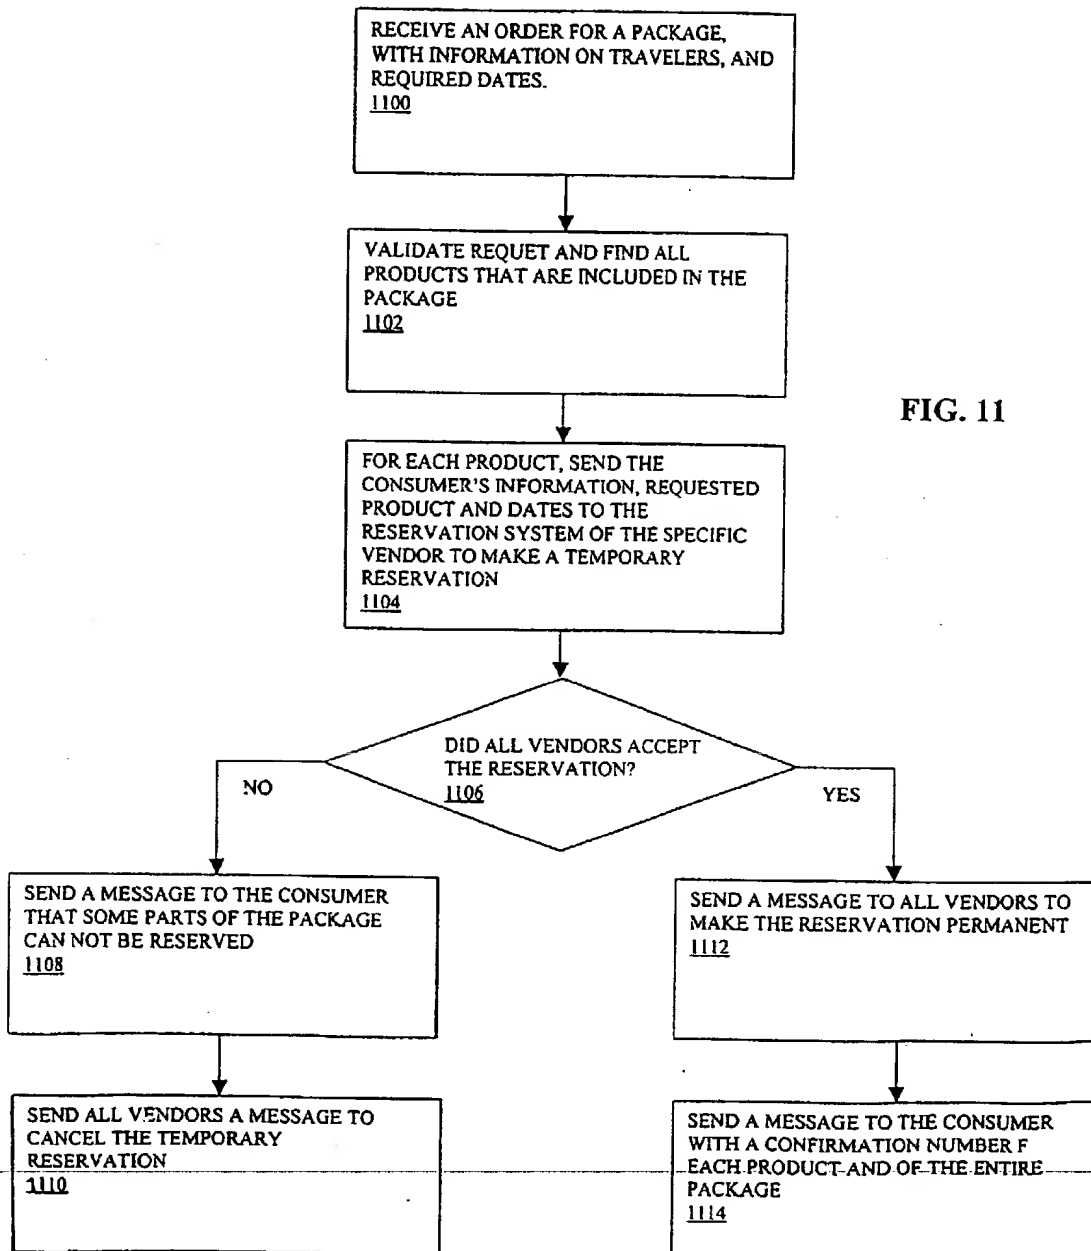 RECEIVE AN ORDER FOR A PACKAGE,
WITH INFORMATION ON TRAVELERS, AND
REQUIRED DATES.
1100
VALIDATE REQUET AND FIND ALL
PRODUCTS THAT ARE INCLUDED IN THE
PACKAGE
1102
FIG. 11
FOR EACH PRODUCT, SEND THE
CONSUMER'S INFORMATION, REQUESTED
PRODUCT AND DATES TO THE
RESERVATION SYSTEM OF THE SPECIFIC
VENDOR TO MAKE A TEMPORARY
RESERVATION
1104
DID ALL VENDORS ACCEPT
THE RESERVATION?
1106
NO
YES
SEND A MESSAGE TO THE CONSUMER
THAT SOME PARTS OF THE PACKAGE
CAN NOT BE RESERVED
1108
SEND A MESSAGE TO ALL VENDORS TO
MAKE THE RESERVATION PERMANENT
1112
SEND ALL VENDORS A MESSAGE TO
CANCEL THE TEMPORARY
RESERVATION
1110
SEND A MESSAGE TO THE CONSUMER
WITH A CONFIRMATION NUMBER F
EACH PRODUCT AND OF THE ENTIRE
PACKAGE
1114